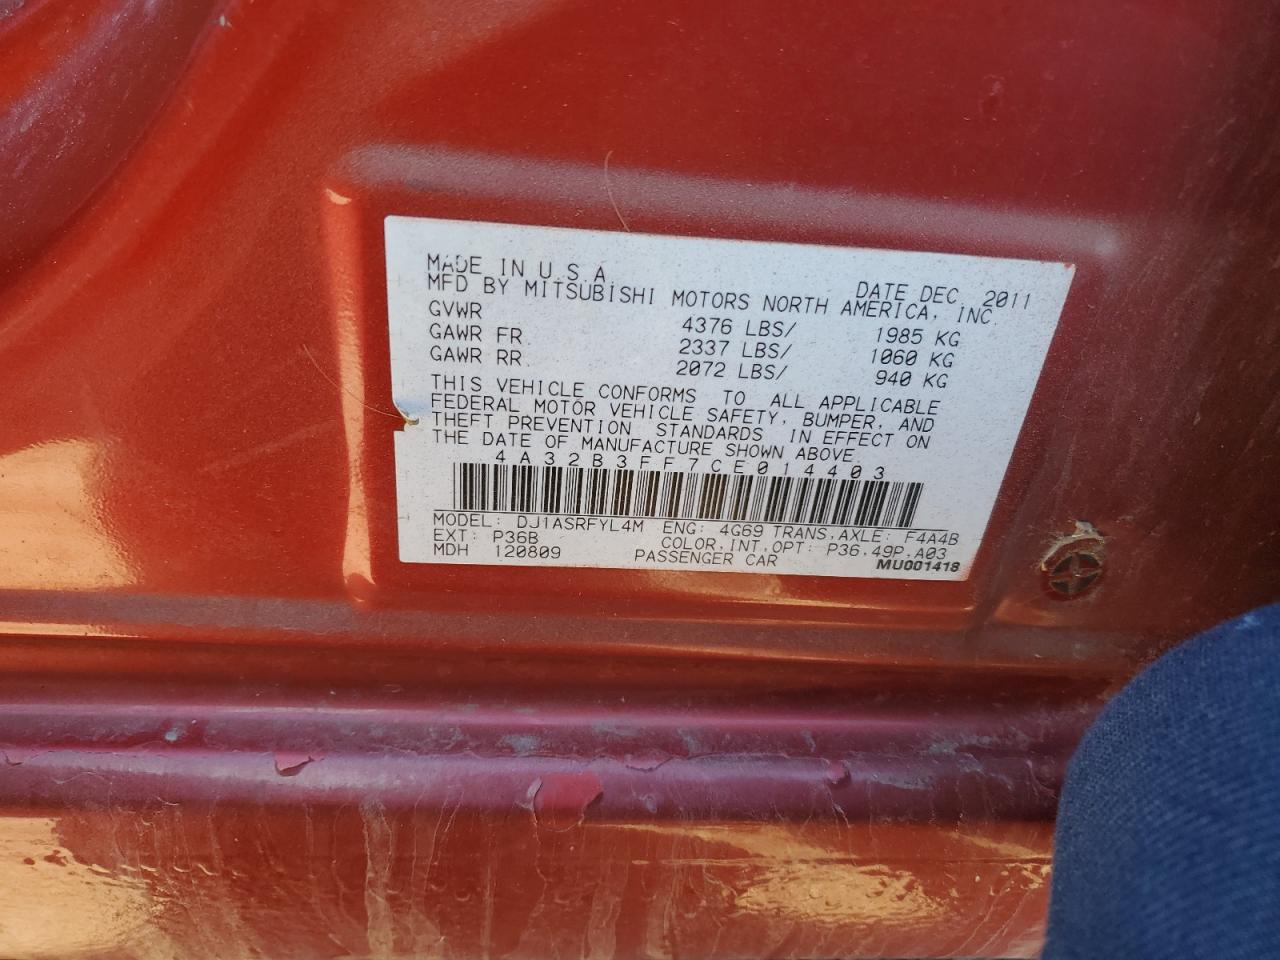 MADE IN U.S.A. DATE DEC. 2011
MFD BY MITSUBISHI MOTORS NORTH AMERICA, INC.
GVWR 4376 LBS/ 1985 KG
GAWR FR. 2337 LBS/ 1060 KG
GAWR RR. 2072 LBS/ 940 KG
THIS VEHICLE CONFORMS TO ALL APPLICABLE
FEDERAL MOTOR VEHICLE SAFETY, BUMPER, AND
THEFT PREVENTION STANDARDS IN EFFECT ON
THE DATE OF MANUFACTURE SHOWN ABOVE.
4A32B3FF7CE014403
MODEL: DJ1ASRFYL4M ENG: 4G69 TRANS,AXLE: F4A4B
EXT: P36B COLOR,INT,OPT: P36,49P,A03
MDH 120809 PASSENGER CAR MU001418